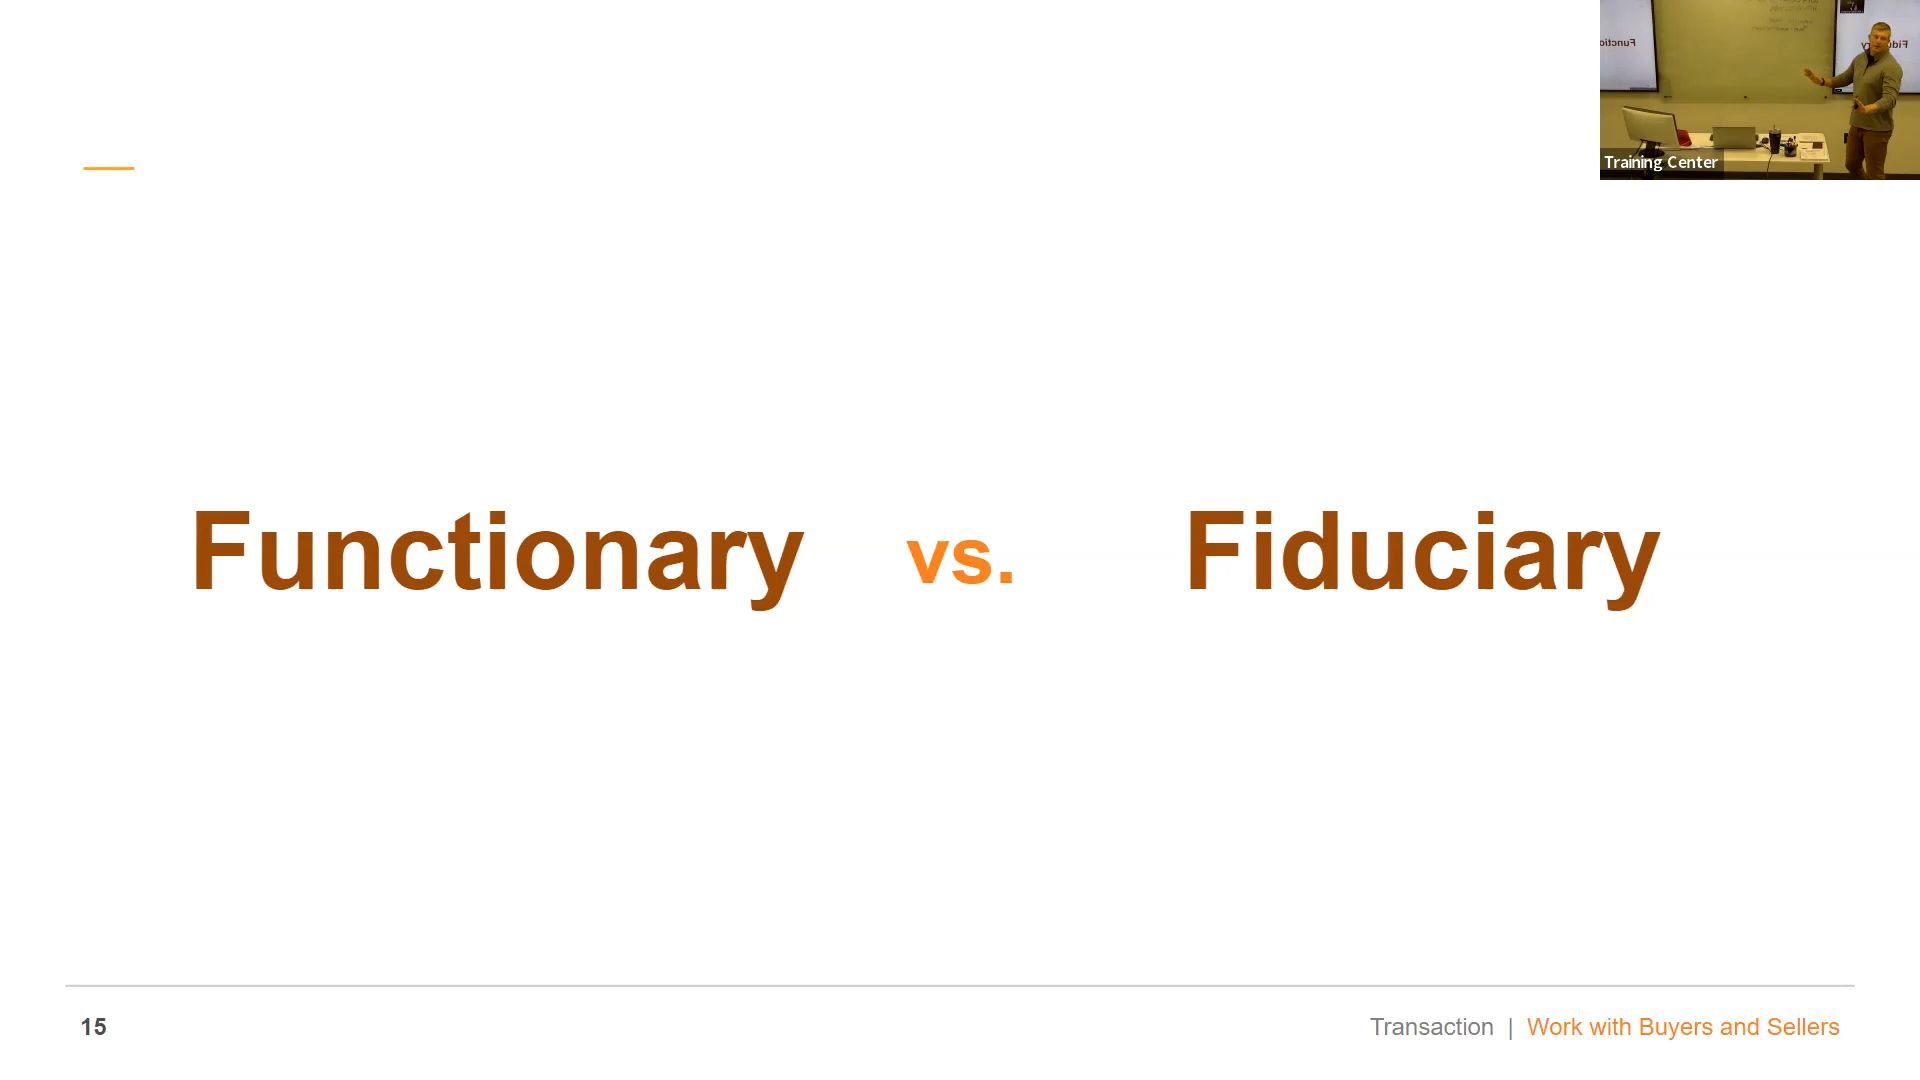 Training Center
Functionary vs. Fiduciary
15
Transaction | Work with Buyers and Sellers